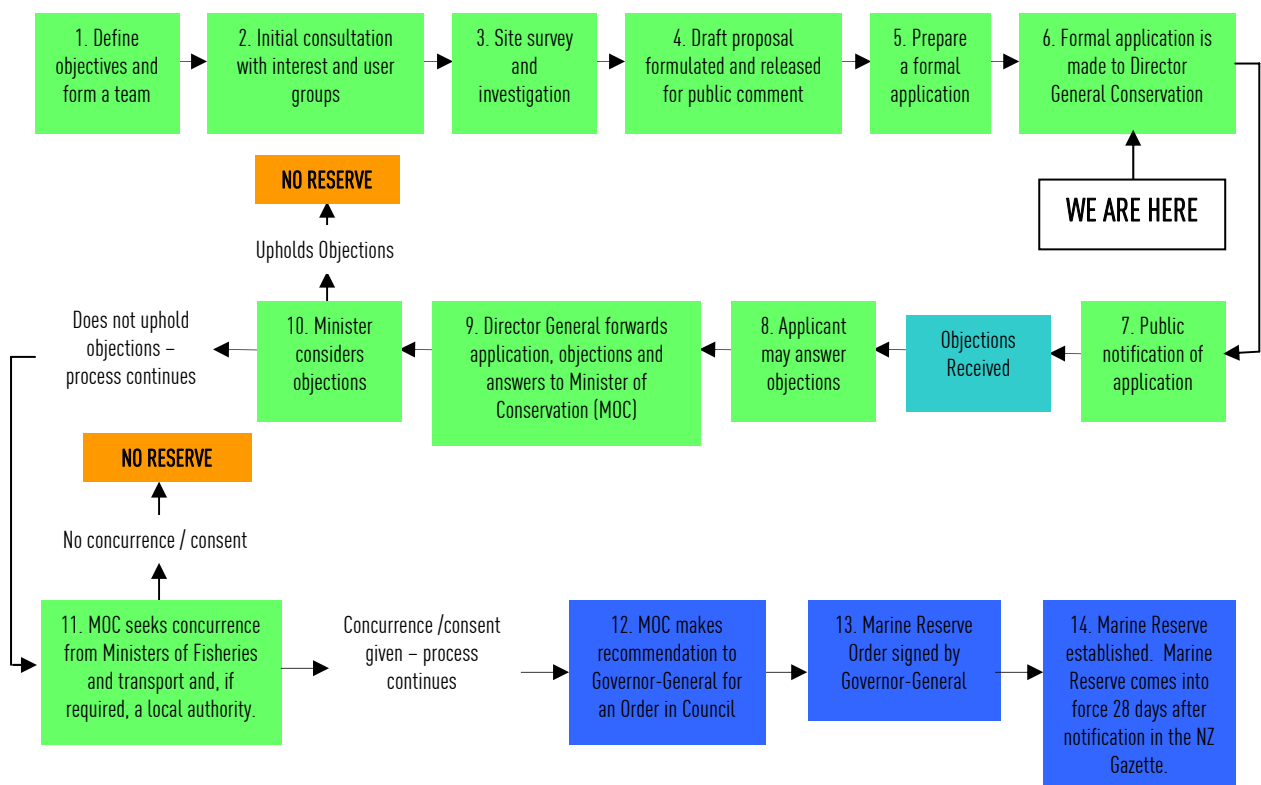 1. Define
objectives and
form a team
2. Initial consultation
with interest and user
groups
3. Site survey
and
investigation
4. Draft proposal
formulated and released
for public comment
5. Prepare
a formal
application
6. Formal application is
made to Director
General Conservation
WE ARE HERE
NO RESERVE
Upholds Objections
7. Public
notification of
application
Objections
Received
8. Applicant
may answer
objections
9. Director General forwards
application, objections and
answers to Minister of
Conservation (MOC)
10. Minister
considers
objections
Does not uphold
objections –
process continues
NO RESERVE
No concurrence / consent
11. MOC seeks concurrence
from Ministers of Fisheries
and transport and, if
required, a local authority.
Concurrence /consent
given – process
continues
12. MOC makes
recommendation to
Governor-General for
an Order in Council
13. Marine Reserve
Order signed by
Governor-General
14. Marine Reserve
established.  Marine
Reserve comes into
force 28 days after
notification in the NZ
Gazette.